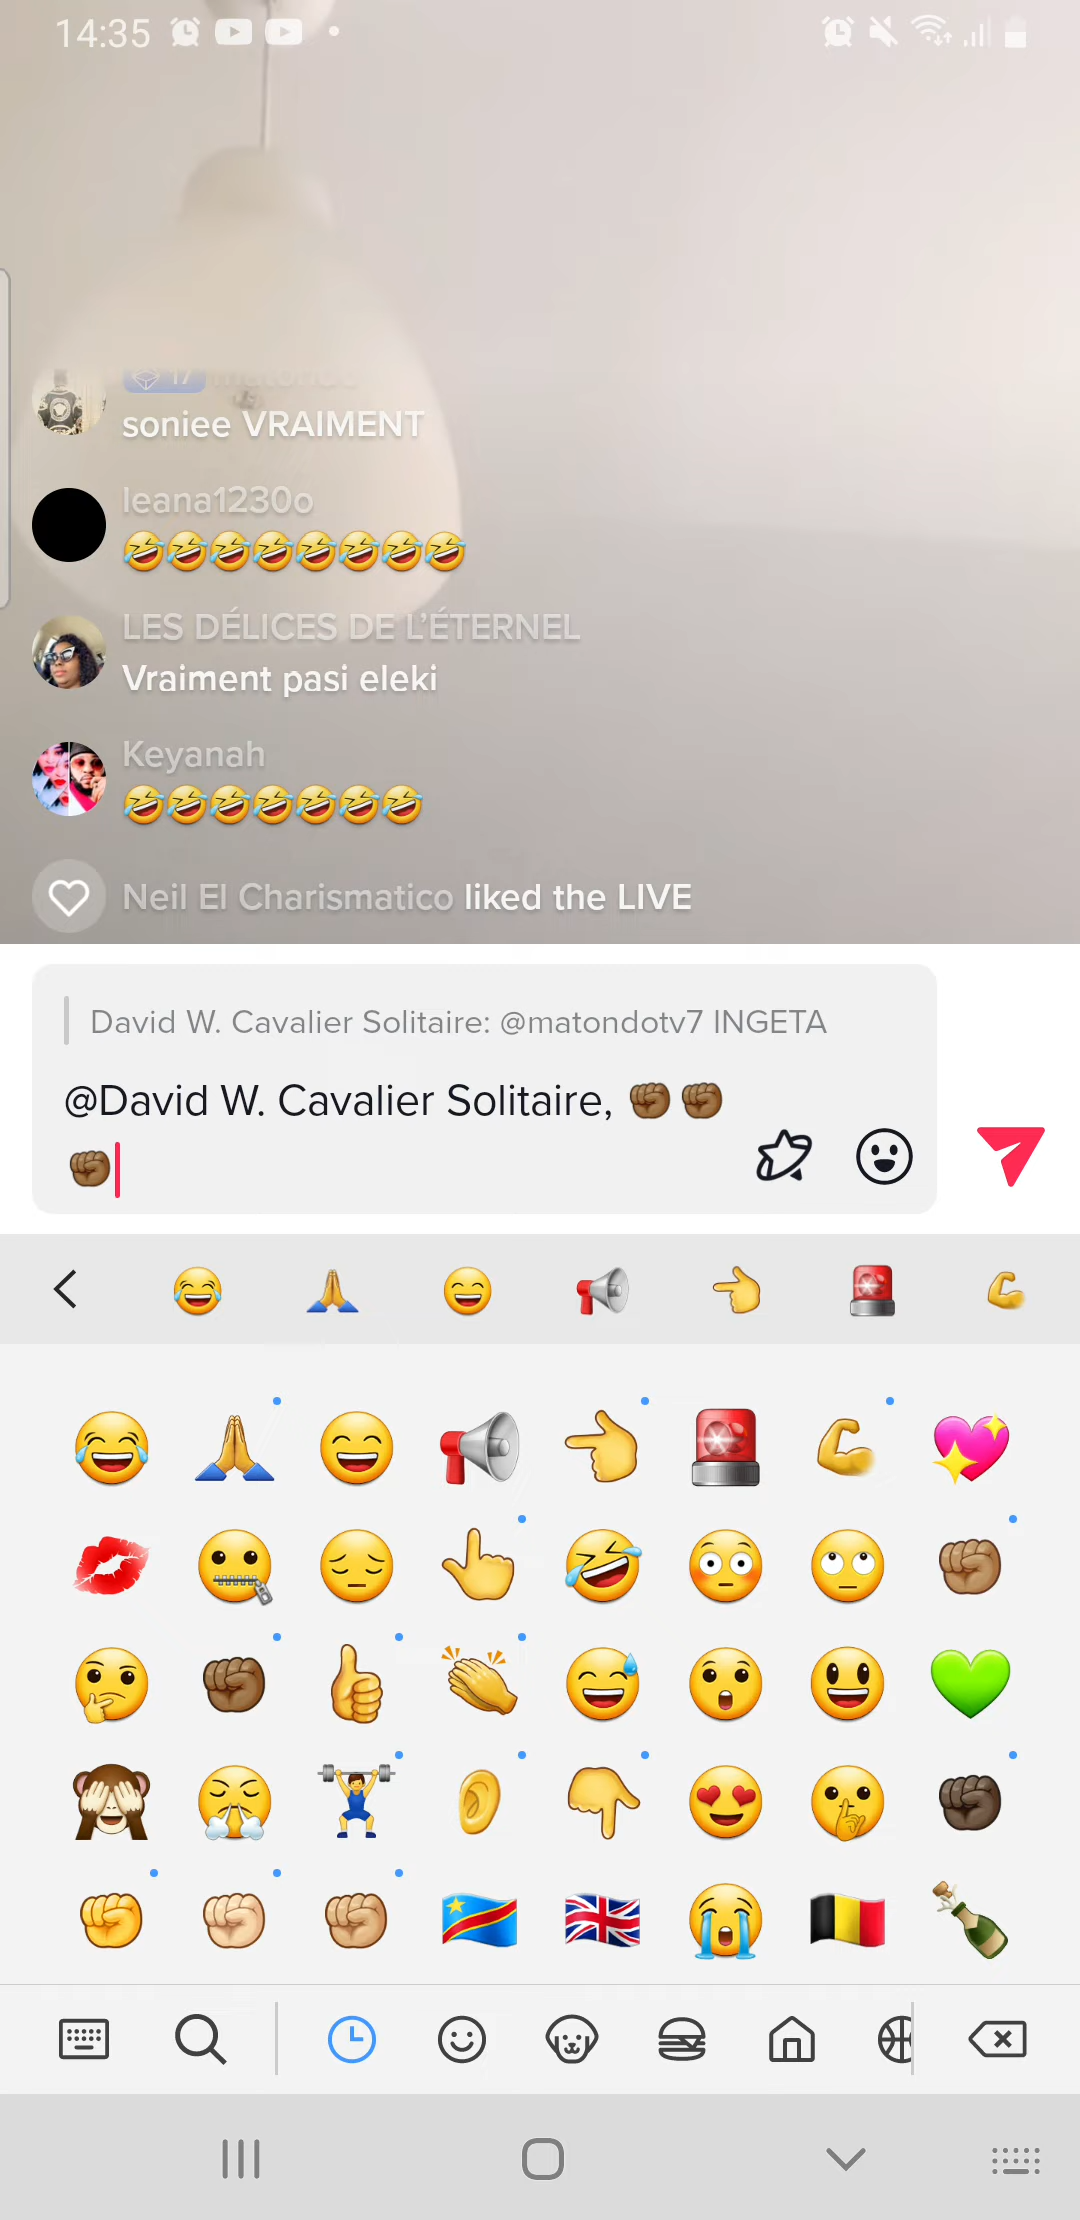 14:35
17
soniee VRAIMENT
leana1230o
🤣🤣🤣🤣🤣🤣🤣🤣
LES DÉLICES DE L'ÉTERNEL
Vraiment pasi eleki
Keyanah
🤣🤣🤣🤣🤣🤣🤣
Neil El Charismatico liked the LIVE
David W. Cavalier Solitaire: @matondotv7 INGETA
@David W. Cavalier Solitaire, ✊🏾✊🏾
✊🏾